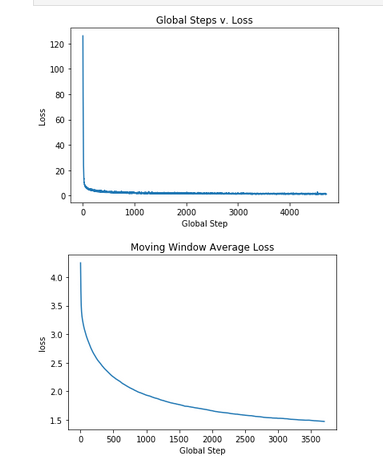 Global Steps v. Loss
120
100
80
60
40
20
0
Loss
0 1000 2000 3000 4000
Global Step
Moving Window Average Loss
4.0
3.5
3.0
2.5
2.0
1.5
loss
0 500 1000 1500 2000 2500 3000 3500
Global Step